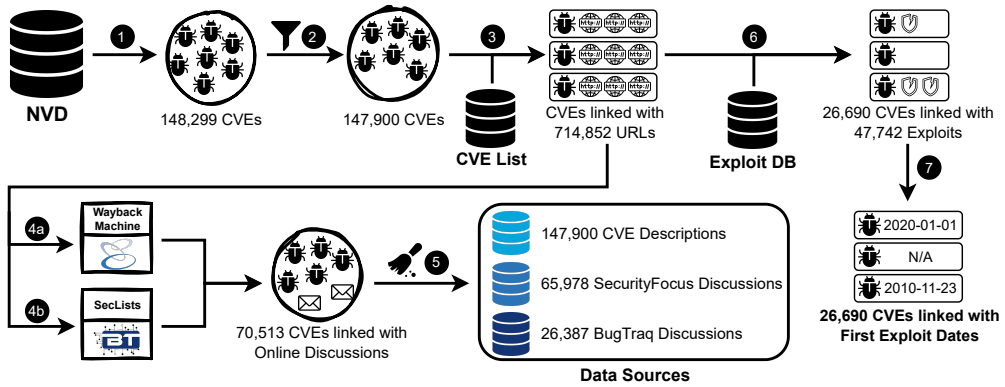 1
2
3
6
NVD
148,299 CVEs
147,900 CVEs
CVE List
http://
http://
http://
http://
http://
http://
http://
http://
http://
CVEs linked with
714,852 URLs
Exploit DB
26,690 CVEs linked with
47,742 Exploits
7
4a
Wayback
Machine
4b
SecLists
BT
70,513 CVEs linked with
Online Discussions
5
147,900 CVE Descriptions
65,978 SecurityFocus Discussions
26,387 BugTraq Discussions
Data Sources
2020-01-01
N/A
2010-11-23
26,690 CVEs linked with
First Exploit Dates